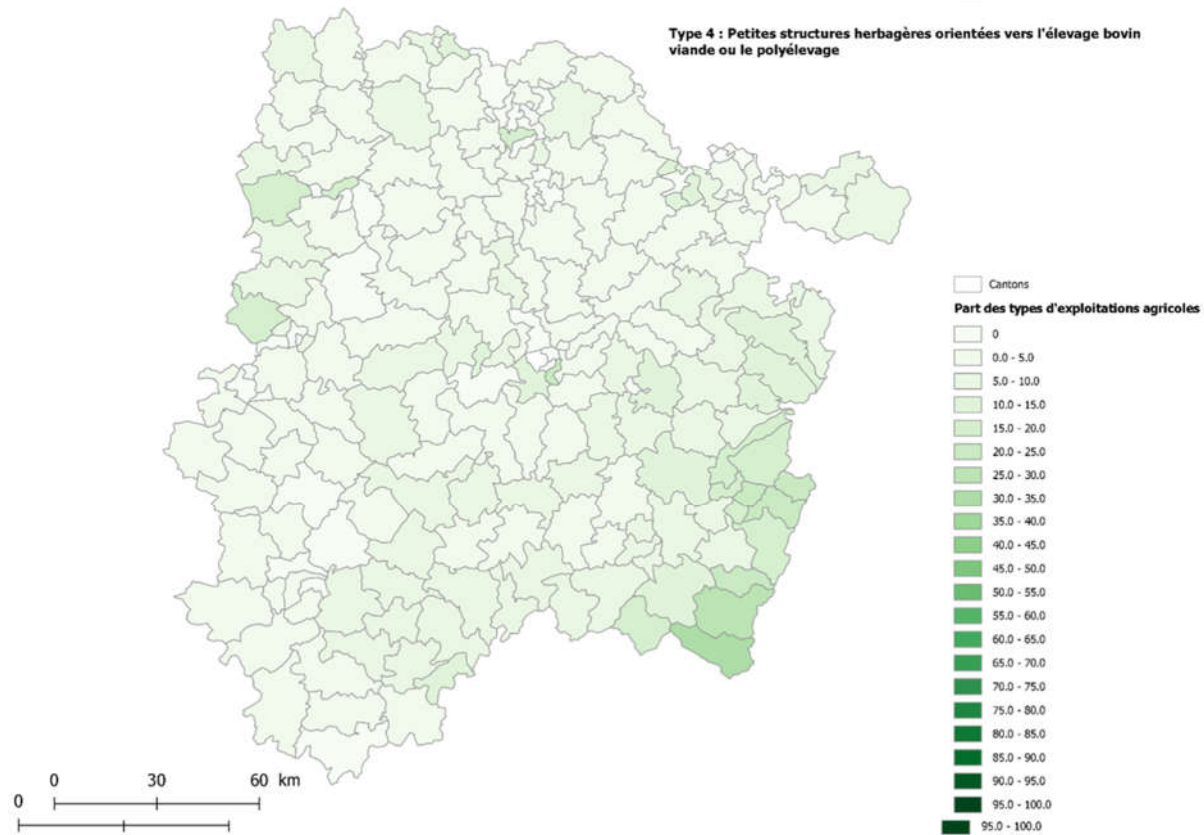 Type 4 : Petites structures herbagères orientées vers l'élevage bovin
viande ou le polyélevage
Cantons
Part des types d'exploitations agricoles
0
0.0 - 5.0
5.0 - 10.0
10.0 - 15.0
15.0 - 20.0
20.0 - 25.0
25.0 - 30.0
30.0 - 35.0
35.0 - 40.0
40.0 - 45.0
45.0 - 50.0
50.0 - 55.0
55.0 - 60.0
60.0 - 65.0
65.0 - 70.0
70.0 - 75.0
75.0 - 80.0
80.0 - 85.0
85.0 - 90.0
90.0 - 95.0
95.0 - 100.0
95.0 - 100.0
0 30 60 km
0